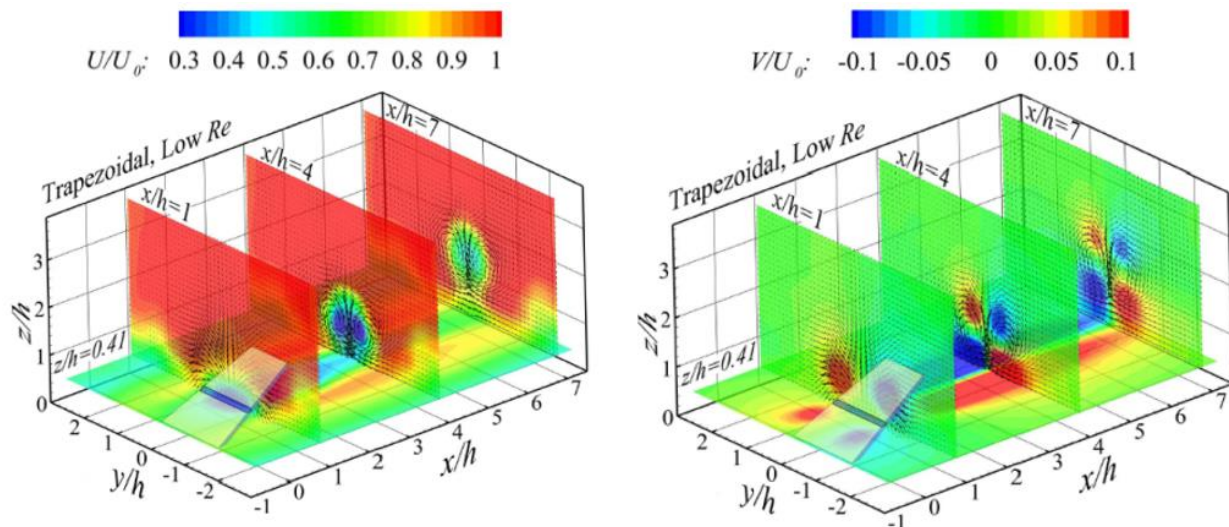 U/U₀: 0.3 0.4 0.5 0.6 0.7 0.8 0.9 1
Trapezoidal, Low Re
x/h=1
x/h=4
x/h=7
z/h=0.41
z/h
3
2
1
0
y/h
2
1
0
-1
-2
x/h
-1
0
1
2
3
4
5
6
7
V/U₀: -0.1 -0.05 0 0.05 0.1
Trapezoidal, Low Re
x/h=1
x/h=4
x/h=7
z/h=0.41
z/h
3
2
1
0
y/h
2
1
0
-1
-2
x/h
-1
0
1
2
3
4
5
6
7